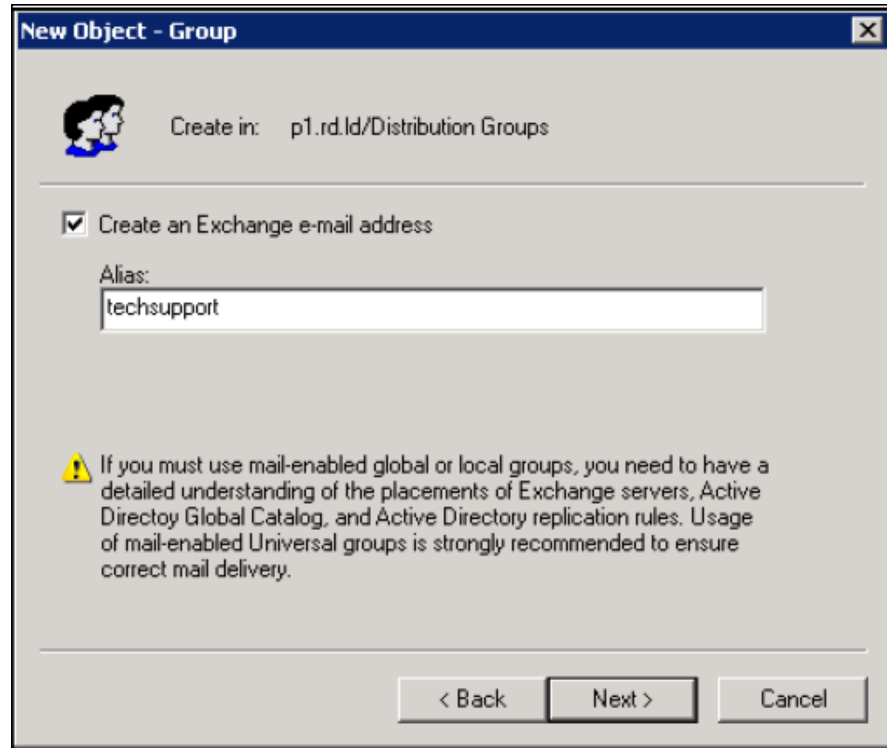 New Object - Group
Create in: p1.rd.ld/Distribution Groups
Create an Exchange e-mail address
Alias:
techsupport
If you must use mail-enabled global or local groups, you need to have a
detailed understanding of the placements of Exchange servers, Active
Directoy Global Catalog, and Active Directory replication rules. Usage
of mail-enabled Universal groups is strongly recommended to ensure
correct mail delivery.
< Back Next > Cancel